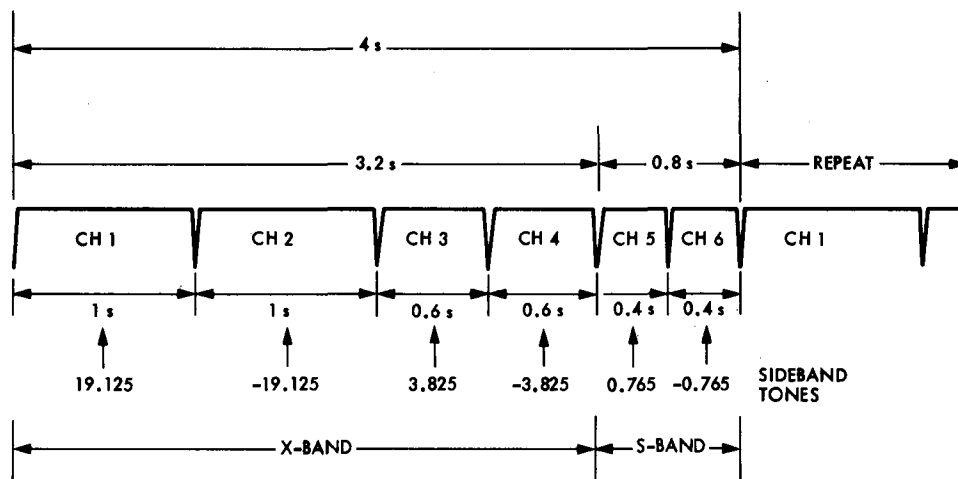 4 s
3.2 s 0.8 s REPEAT
CH 1 CH 2 CH 3 CH 4 CH 5 CH 6 CH 1
1 s 1 s 0.6 s 0.6 s 0.4 s 0.4 s
19.125 -19.125 3.825 -3.825 0.765 -0.765 SIDEBAND
TONES
X-BAND S-BAND